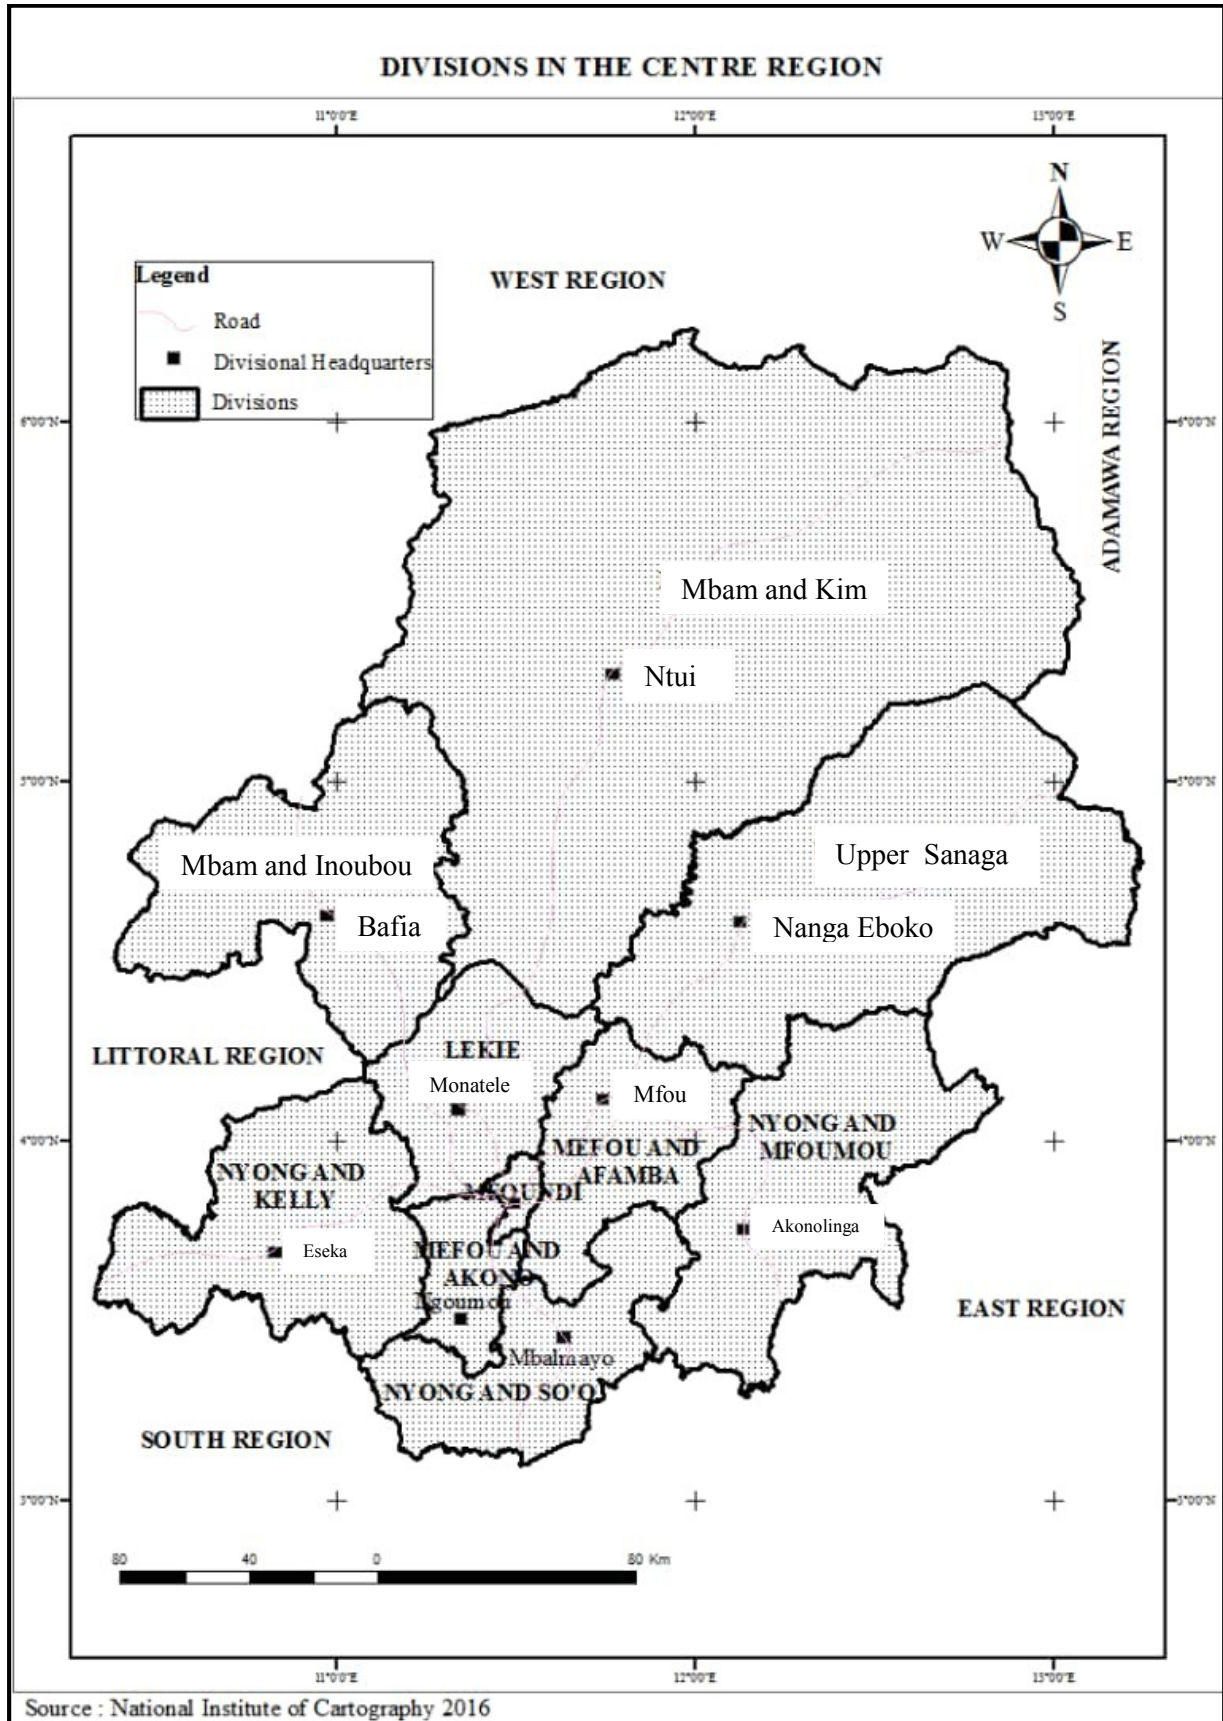 DIVISIONS IN THE CENTRE REGION
11°0'0"E
12°0'0"E
13°0'0"E
N
W
E
S
Legend
Road
Divisional Headquarters
Divisions
WEST REGION
ADAMAWA REGION
6°0'0"N
6°0'0"N
Mbam and Kim
Ntui
5°0'0"N
5°0'0"N
Mbam and Inoubou
Bafia
Upper Sanaga
Nanga Eboko
LITTORAL REGION
LEKIE
Monatele
Mfou
4°0'0"N
4°0'0"N
NYONG AND
MFOUMOU
MEFOU AND
AFAMBA
NYONG AND
KELLY
MFOUNDI
Eseka
Akonolinga
MEFOU AND
AKONO
Ngoumou
EAST REGION
Mbalmayo
NYONG AND SO'O
SOUTH REGION
3°0'0"N
3°0'0"N
80
40
0
80 Km
11°0'0"E
12°0'0"E
13°0'0"E
Source : National Institute of Cartography 2016